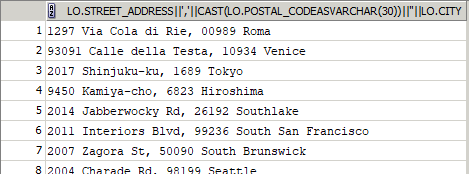 LO.STREET_ADDRESS||','||CAST(LO.POSTAL_CODEASVARCHAR(30))||''||LO.CITY
1 1297 Via Cola di Rie, 00989 Roma
2 93091 Calle della Testa, 10934 Venice
3 2017 Shinjuku-ku, 1689 Tokyo
4 9450 Kamiya-cho, 6823 Hiroshima
5 2014 Jabberwocky Rd, 26192 Southlake
6 2011 Interiors Blvd, 99236 South San Francisco
7 2007 Zagora St, 50090 South Brunswick
8 2004 Charade Rd, 98199 Seattle